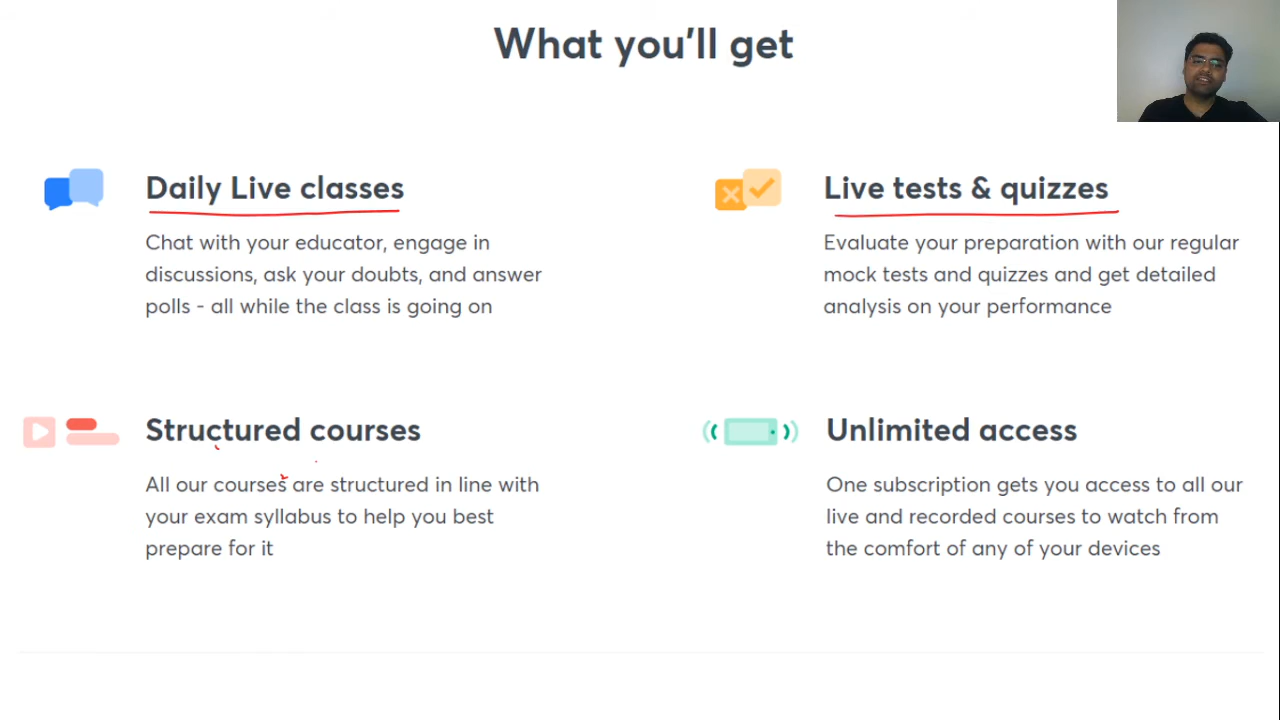 What you'll get
Daily Live classes
Chat with your educator, engage in
discussions, ask your doubts, and answer
polls - all while the class is going on
Live tests & quizzes
Evaluate your preparation with our regular
mock tests and quizzes and get detailed
analysis on your performance
Structured courses
All our courses are structured in line with
your exam syllabus to help you best
prepare for it
Unlimited access
One subscription gets you access to all our
live and recorded courses to watch from
the comfort of any of your devices